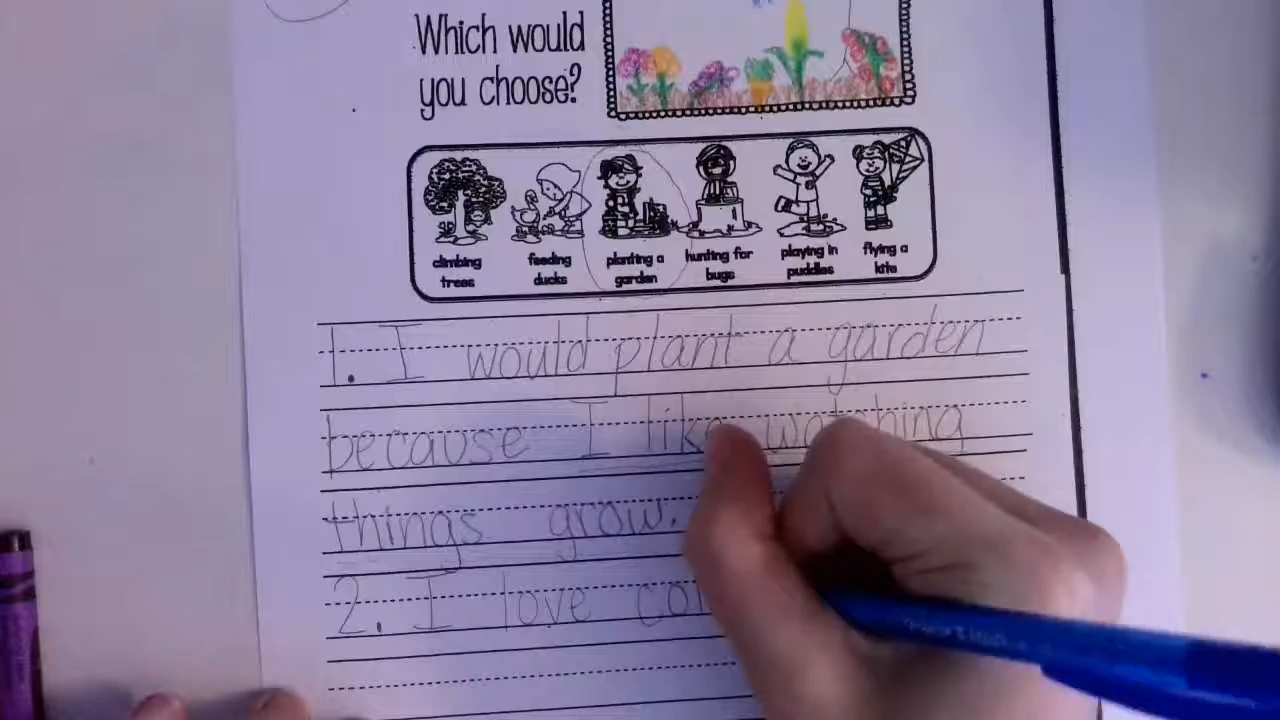 Which would
you choose?
climbing trees
feeding ducks
planting a garden
hunting for bugs
playing in puddles
flying a kite
1. I would plant a garden
because I like watching
things grow.
2. I love